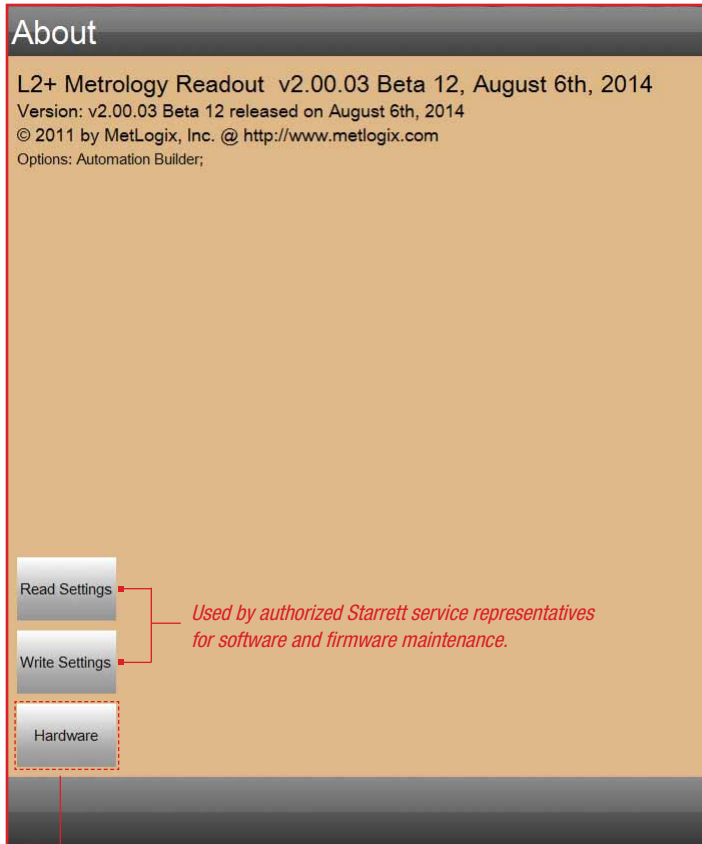 About
L2+ Metrology Readout v2.00.03 Beta 12, August 6th, 2014
Version: v2.00.03 Beta 12 released on August 6th, 2014
© 2011 by MetLogix, Inc. @ http://www.metlogix.com
Options: Automation Builder;
Read Settings
Used by authorized Starrett service representatives
for software and firmware maintenance.
Write Settings
Hardware